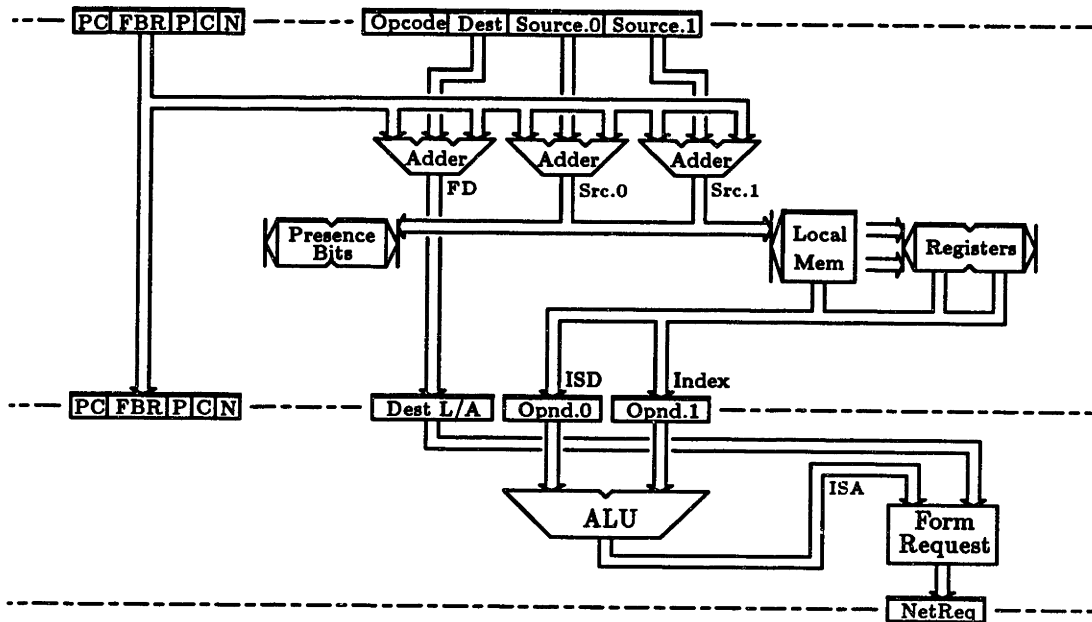 PC FBR P C N
Opcode Dest Source.0 Source.1
Adder
Adder
Adder
FD
Src.0
Src.1
Presence
Bits
Local
Mem
Registers
ISD
Index
PC FBR P C N
Dest L/A
Opnd.0
Opnd.1
ISA
ALU
Form
Request
NetReq